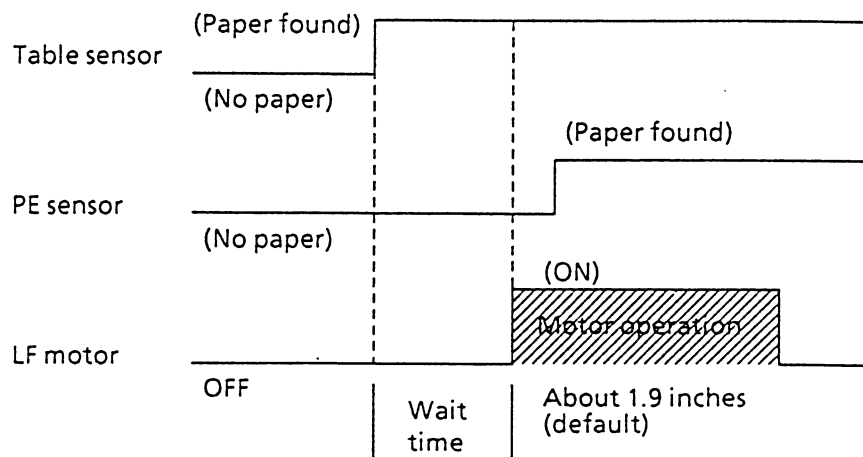 (Paper found)
Table sensor
(No paper)
(Paper found)
PE sensor
(No paper)
(ON)
Motor operation
LF motor
OFF
Wait
time
About 1.9 inches
(default)